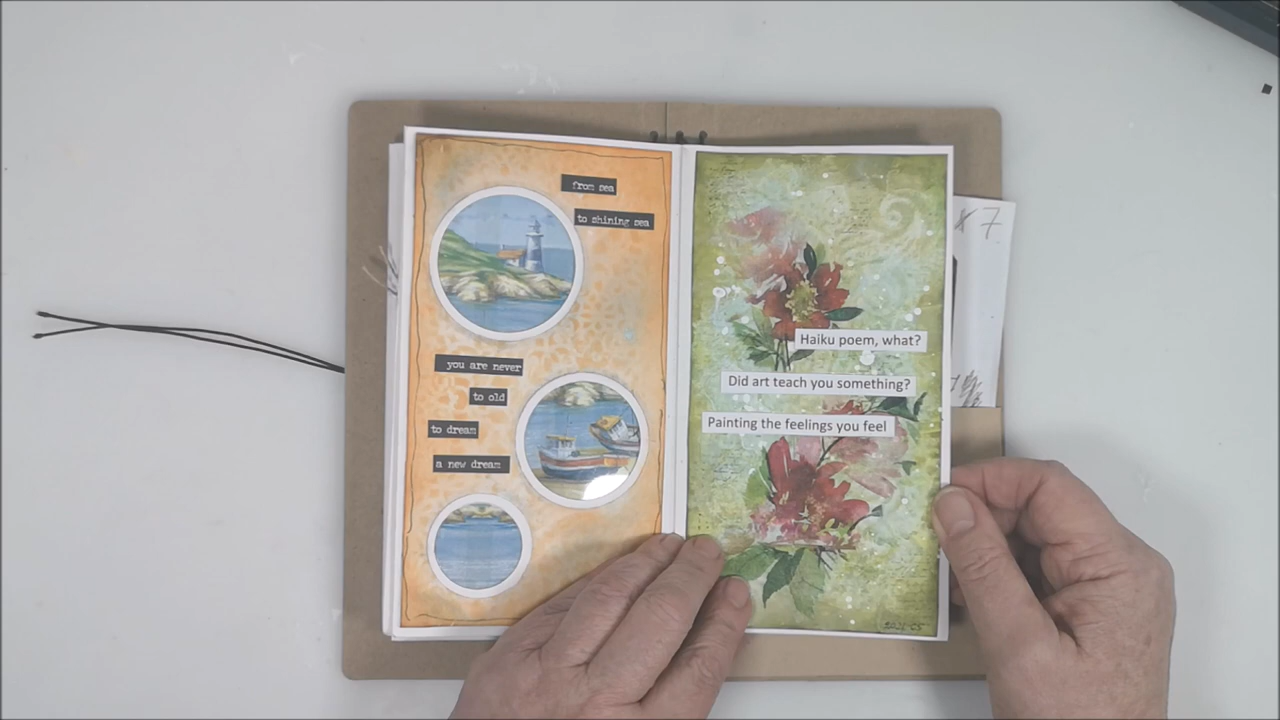 from sea
to shining sea
you are never
to old
to dream
a new dream
Haiku poem, what?
Did art teach you something?
Painting the feelings you feel
x 7